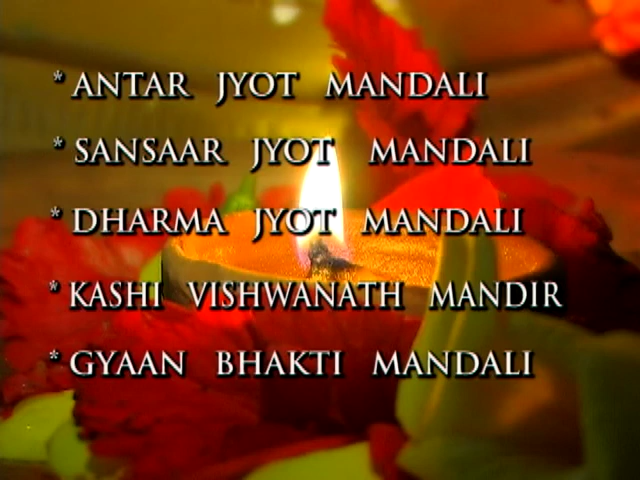 * ANTAR JYOT MANDALI
* SANSAAR JYOT MANDALI
* DHARMA JYOT MANDALI
* KASHI VISHWANATH MANDIR
* GYAAN BHAKTI MANDALI